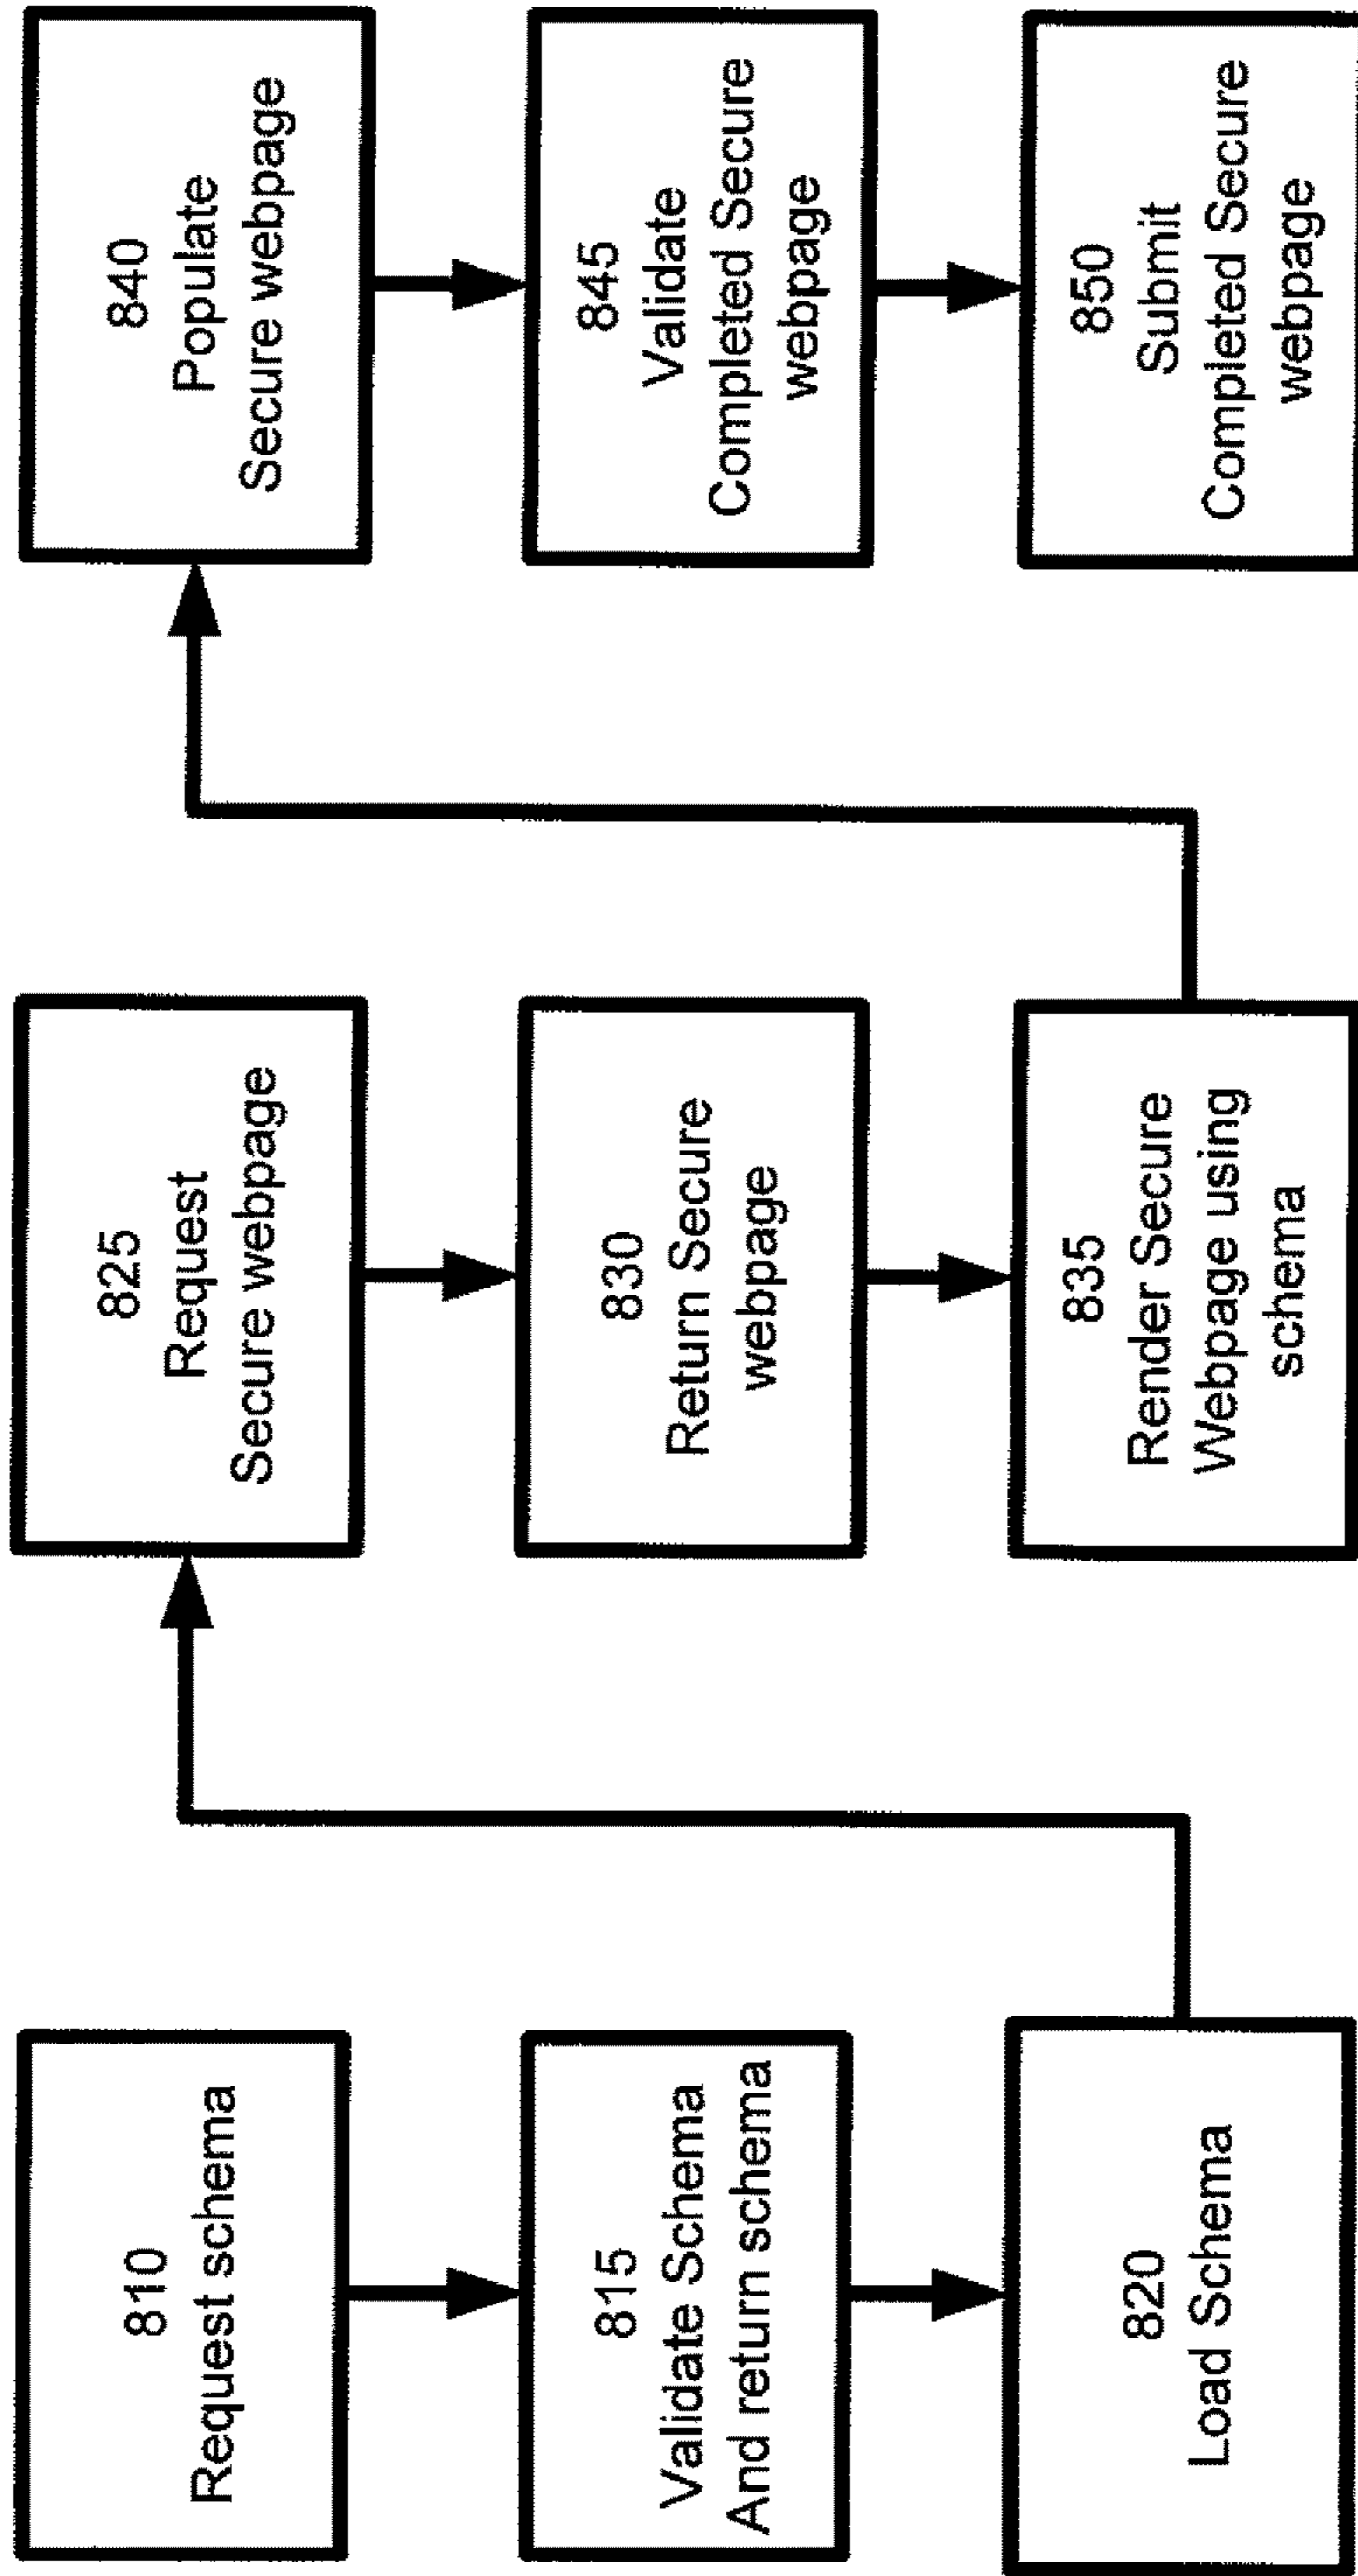 810
Request schema
815
Validate Schema
And return schema
820
Load Schema
825
Request
Secure webpage
830
Return Secure
webpage
835
Render Secure
Webpage using
schema
840
Populate
Secure webpage
845
Validate
Completed Secure
webpage
850
Submit
Completed Secure
webpage